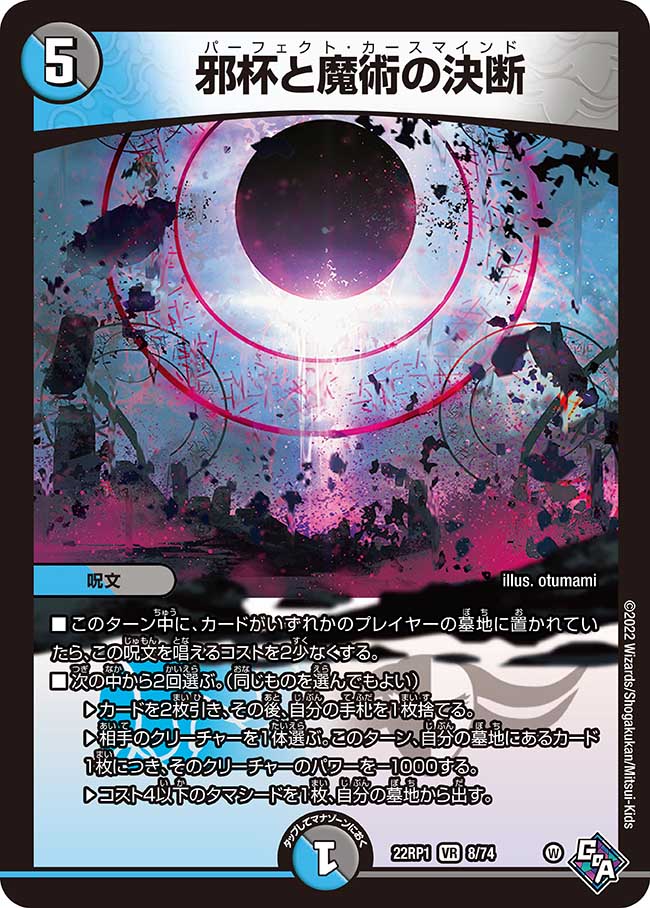 5
パーフェクト・カースマインド
邪杯と魔術の決断
呪文
illus. otumami
■このターン中に、カードがいずれかのプレイヤーの墓地に置かれてい
たら、この呪文を唱えるコストを2少なくする。
■次の中から2回選ぶ。(同じものを選んでもよい)
▶カードを2枚引き、その後、自分の手札を1枚捨てる。
▶相手のクリーチャーを1体選ぶ。このターン、自分の墓地にあるカード
1枚につき、そのクリーチャーのパワーを-1000する。
▶コスト4以下のタマシードを1枚、自分の墓地から出す。
©2022 Wizards/Shogakukan/Mitsui-Kids
タップしてマナゾーンにおく
1
22RP1 VR 8/74 W
GoA